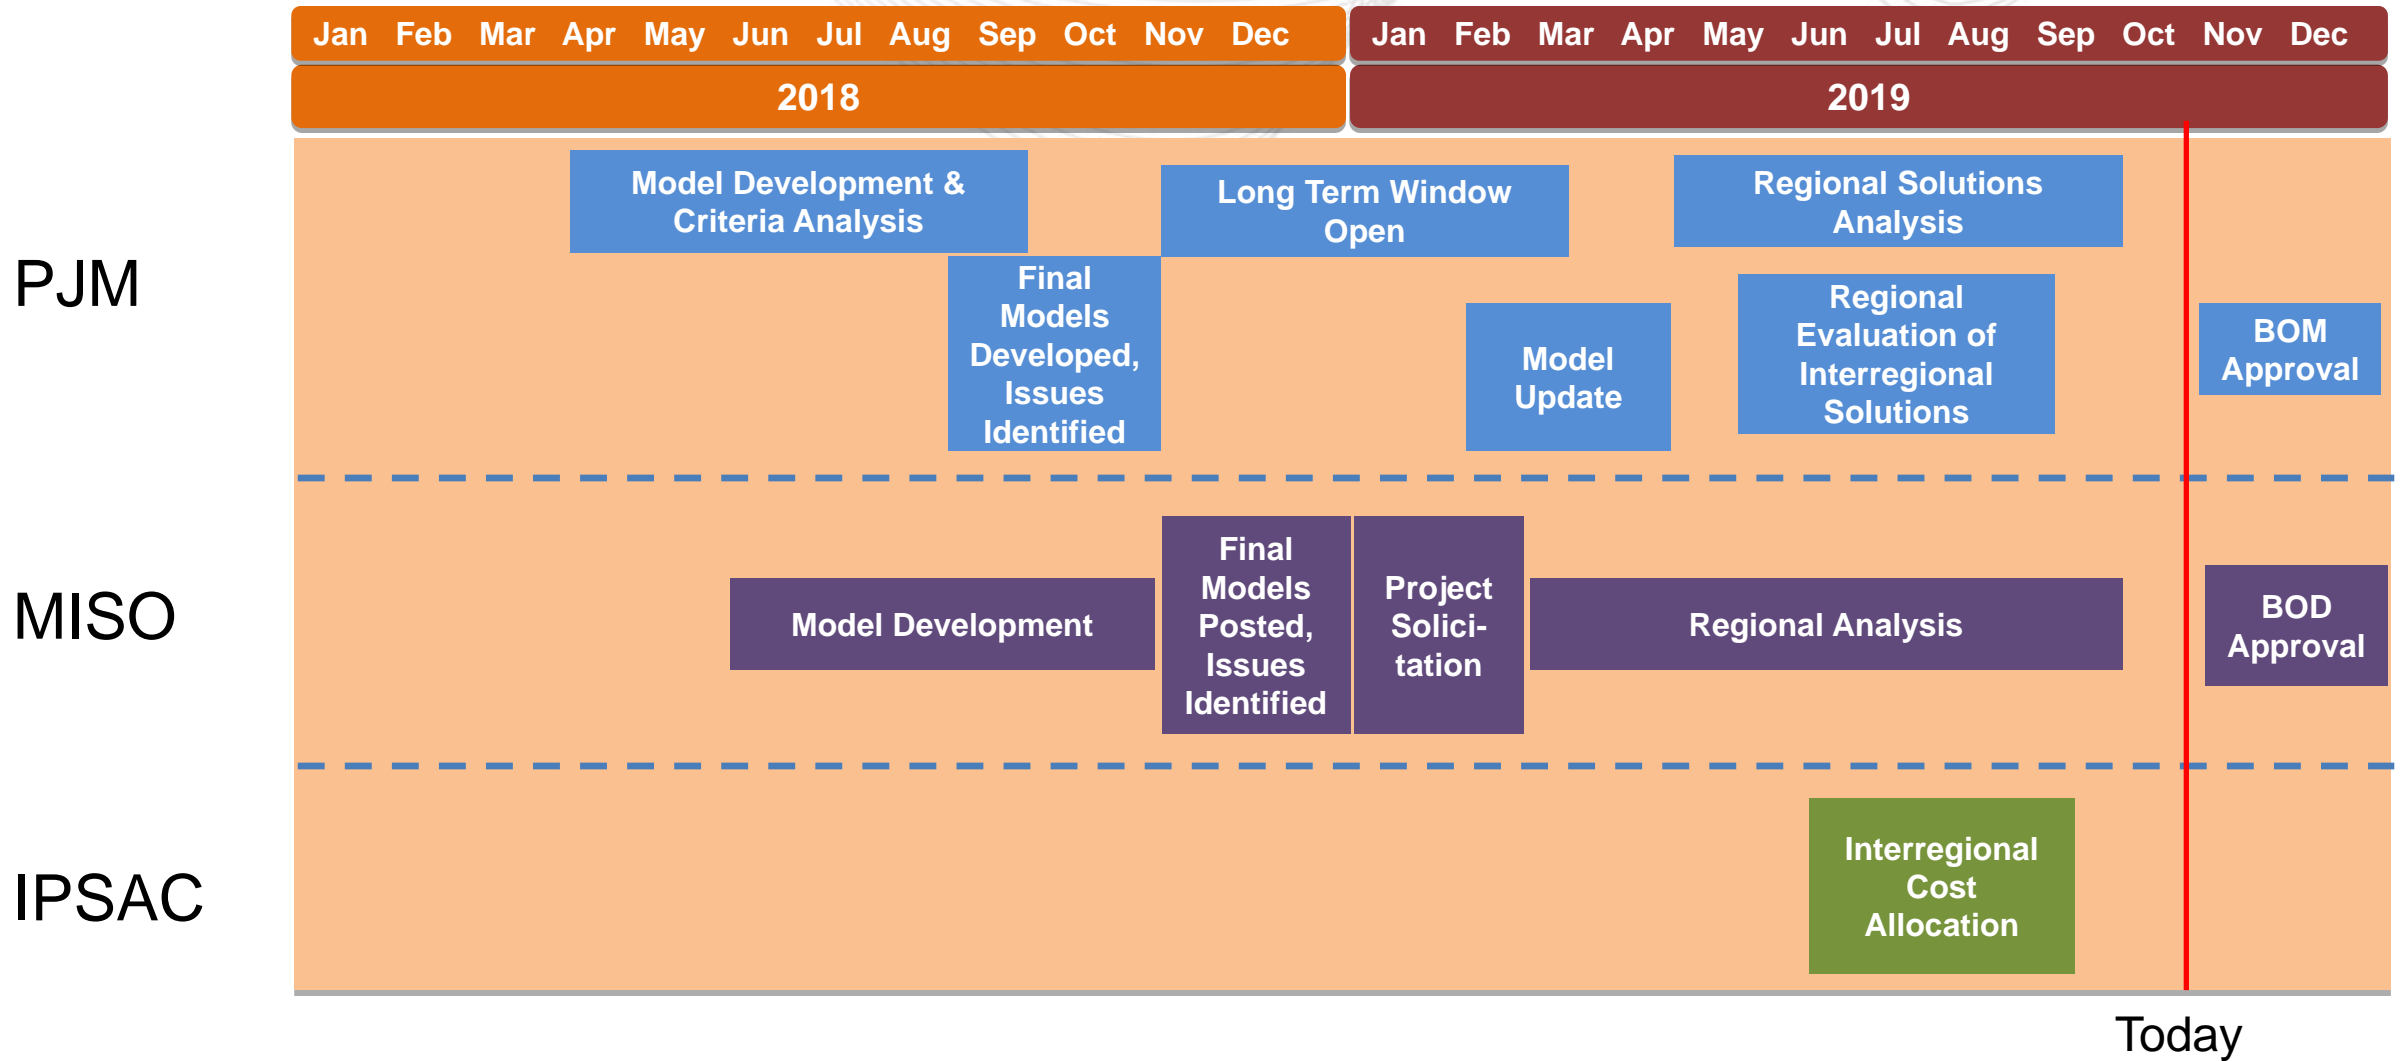 Jan Feb Mar Apr May Jun Jul Aug Sep Oct Nov Dec
Jan Feb Mar Apr May Jun Jul Aug Sep Oct Nov Dec
2018
2019
PJM
Model Development &
Criteria Analysis
Final
Models
Developed,
Issues
Identified
Long Term Window
Open
Model
Update
Regional Solutions
Analysis
Regional
Evaluation of
Interregional
Solutions
BOM
Approval
MISO
Model Development
Final
Models
Posted,
Issues
Identified
Project
Solici-
tation
Regional Analysis
BOD
Approval
IPSAC
Interregional
Cost
Allocation
Today